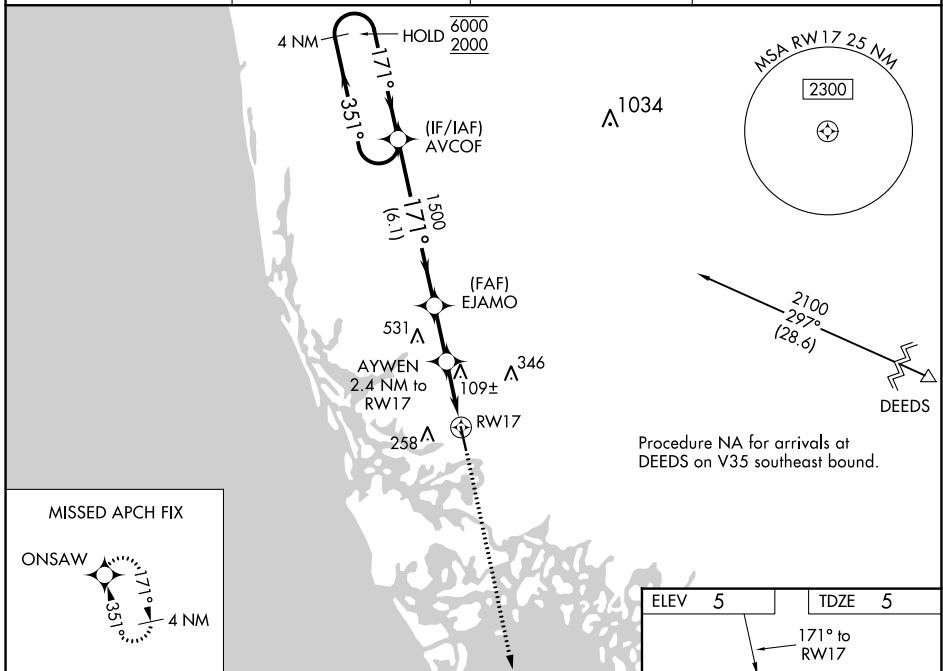 4 NM
HOLD
6000
2000
171°
351°
(IF/IAF)
AVCOF
1034
MSA RW17 25 NM
2300
1500
171°
(6.1)
(FAF)
EJAMO
2100
297°
(28.6)
DEEDS
531
AYWEN
2.4 NM to
RW17
109±
346
RW17
258
Procedure NA for arrivals at
DEEDS on V35 southeast bound.
MISSED APCH FIX
ONSAW
171°
351°
4 NM
ELEV 5
TDZE 5
171° to
RW17